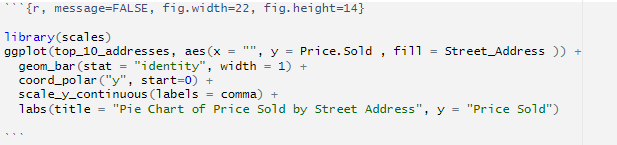 ```{r, message=FALSE, fig.width=22, fig.height=14}
library(scales)
ggplot(top_10_addresses, aes(x = "", y = Price.Sold , fill = Street_Address )) +
  geom_bar(stat = "identity", width = 1) +
  coord_polar("y", start=0) +
  scale_y_continuous(labels = comma) +
  labs(title = "Pie Chart of Price Sold by Street Address", y = "Price Sold")
```